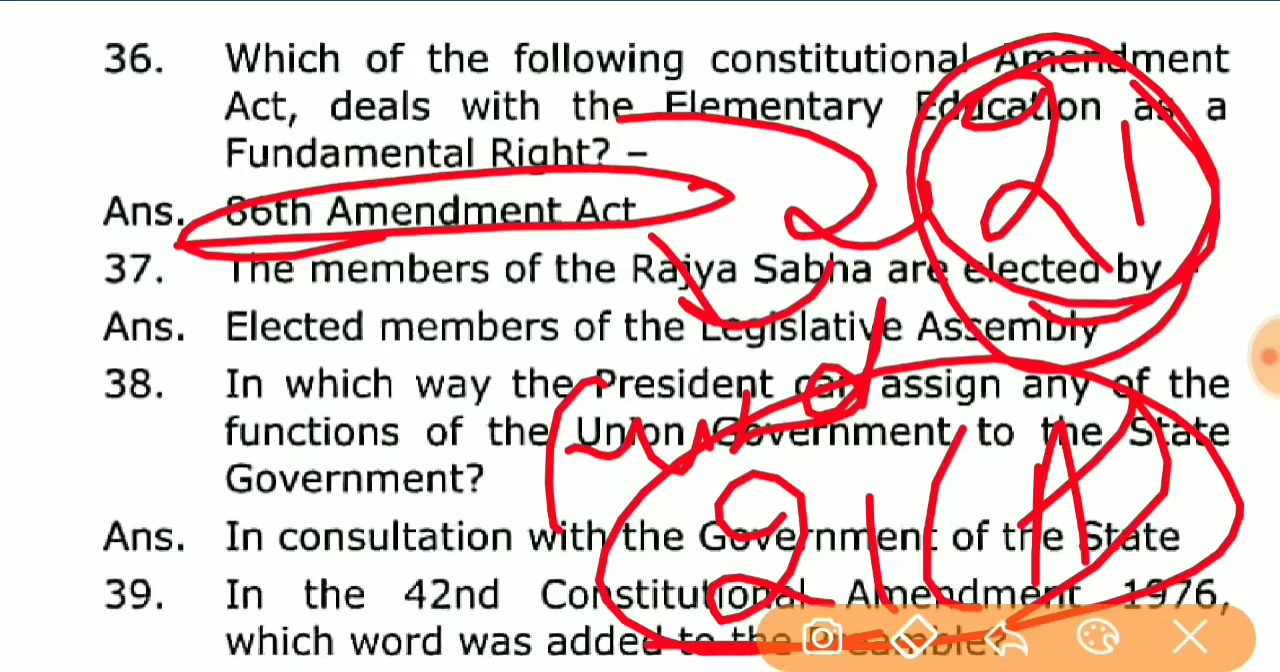 36. Which of the following constitutional Amendment
Act, deals with the Elementary Education as a
Fundamental Right? –
Ans. 86th Amendment Act
37. The members of the Rajya Sabha are elected by –
Ans. Elected members of the Legislative Assembly
38. In which way the President can assign any of the
functions of the Union Government to the State
Government?
Ans. In consultation with the Government of the State
39. In the 42nd Constitutional Amendment 1976,
which word was added to the Preamble?
21
21(A)